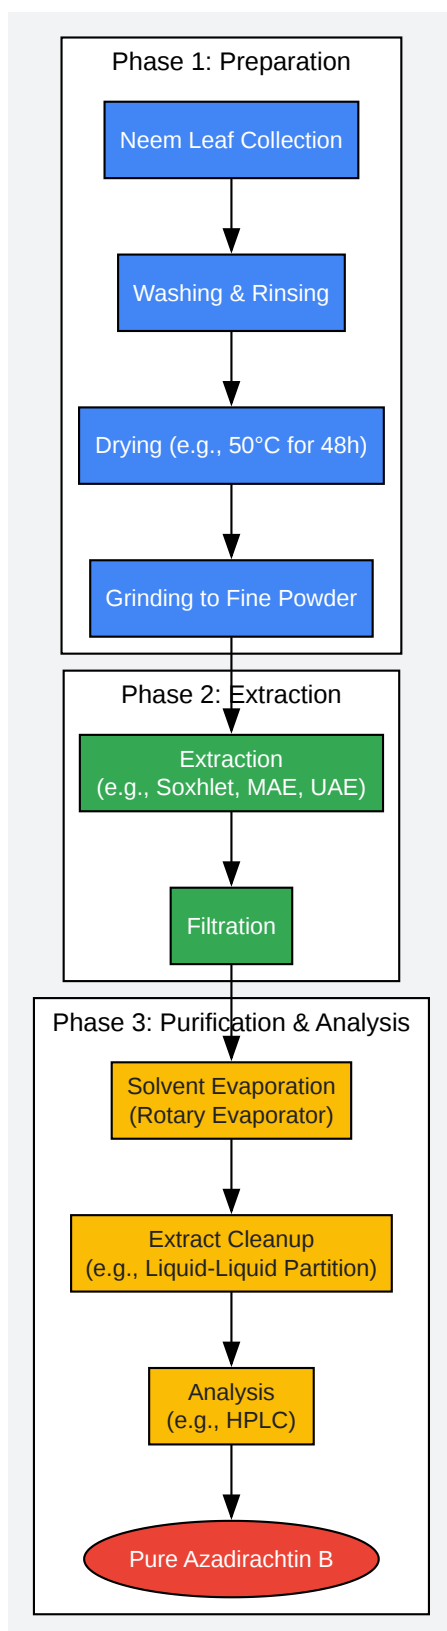 Phase 1: Preparation
Neem Leaf Collection
Washing & Rinsing
Drying (e.g., 50°C for 48h)
Grinding to Fine Powder
Phase 2: Extraction
Extraction
(e.g., Soxhlet, MAE, UAE)
Filtration
Phase 3: Purification & Analysis
Solvent Evaporation
(Rotary Evaporator)
Extract Cleanup
(e.g., Liquid-Liquid Partition)
Analysis
(e.g., HPLC)
Pure Azadirachtin B